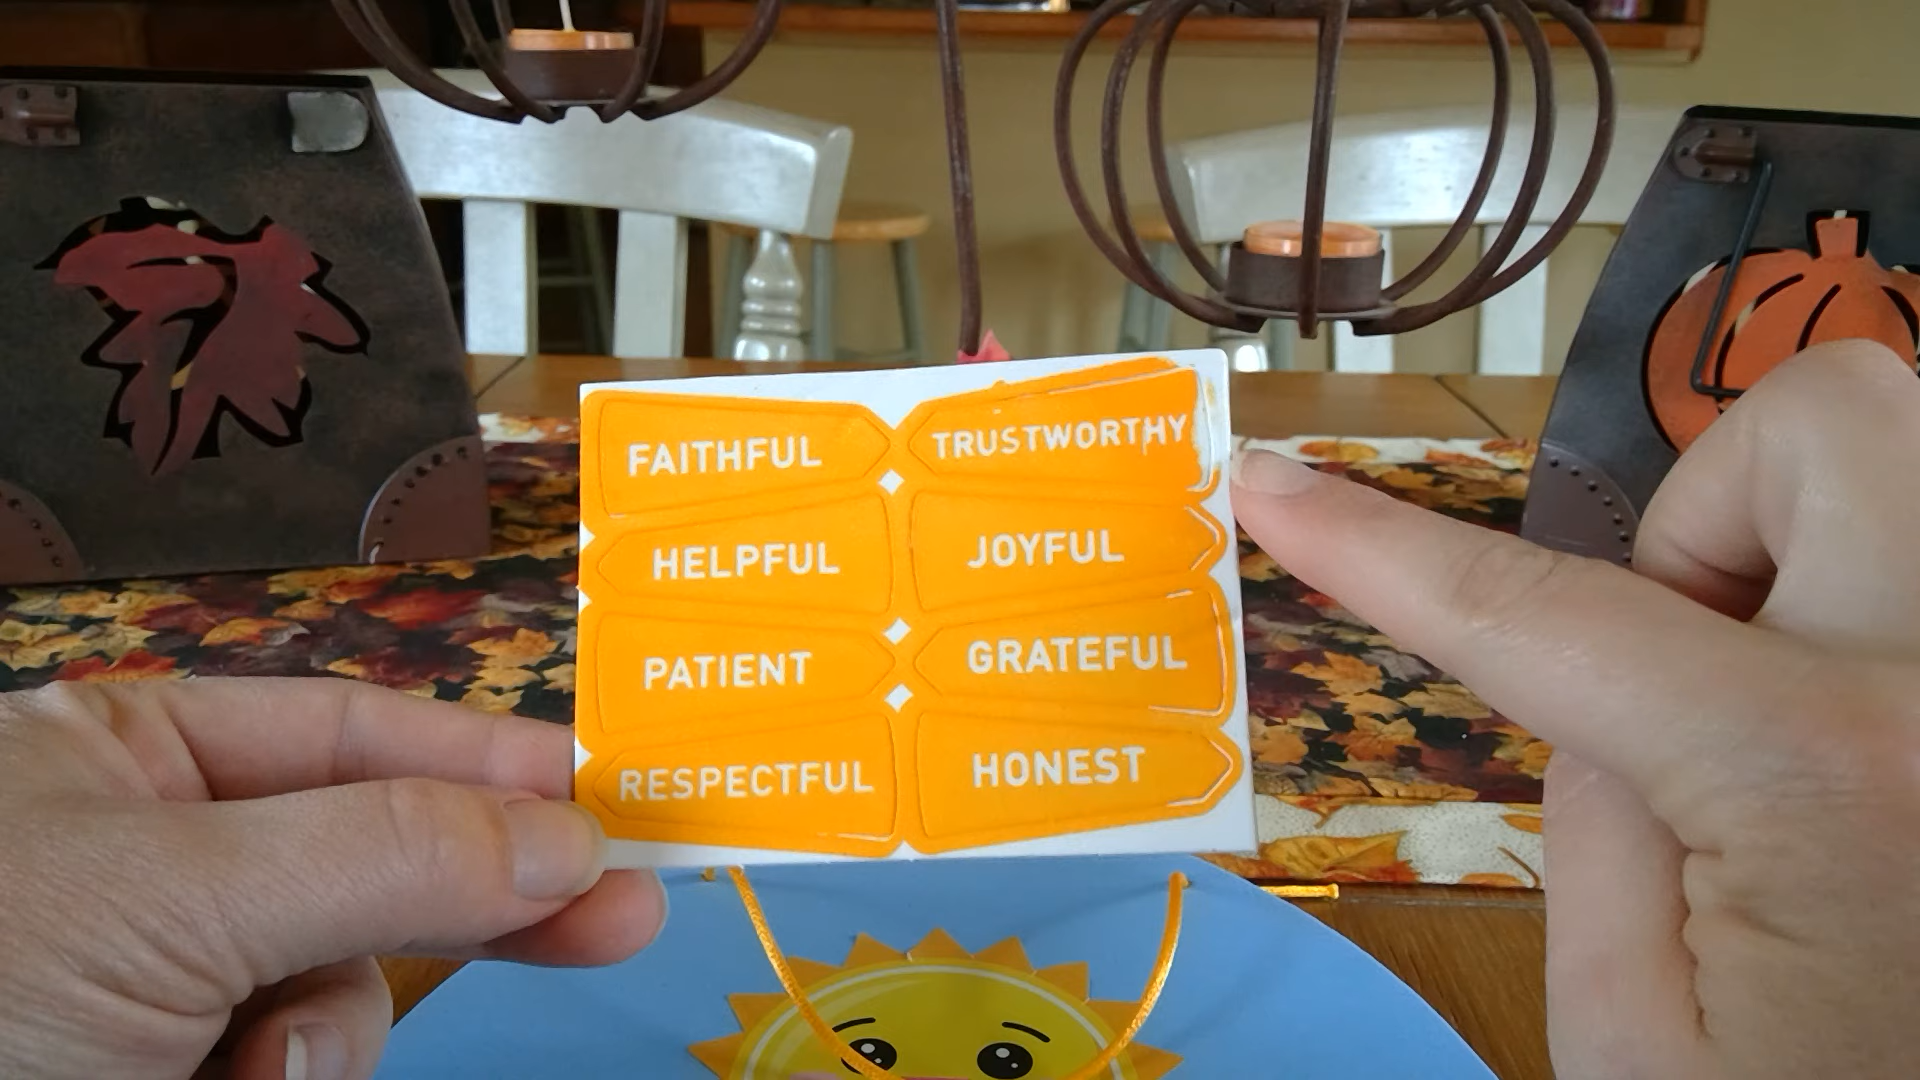 FAITHFUL
TRUSTWORTHY
HELPFUL
JOYFUL
PATIENT
GRATEFUL
RESPECTFUL
HONEST